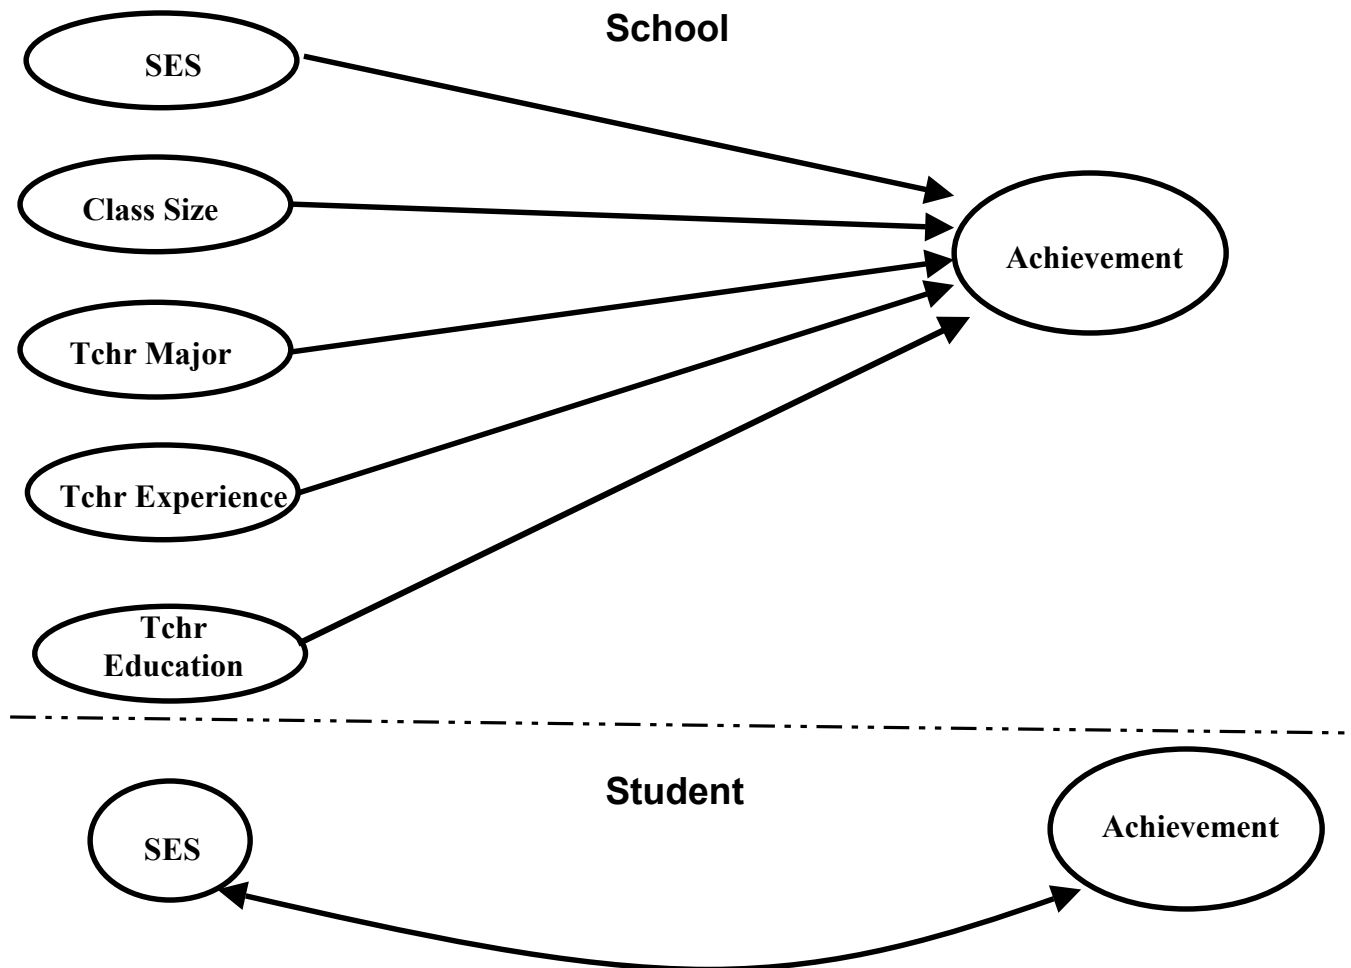 School
SES
Class Size
Achievement
Tchr Major
Tchr Experience
Tchr
Education
Student
SES
Achievement